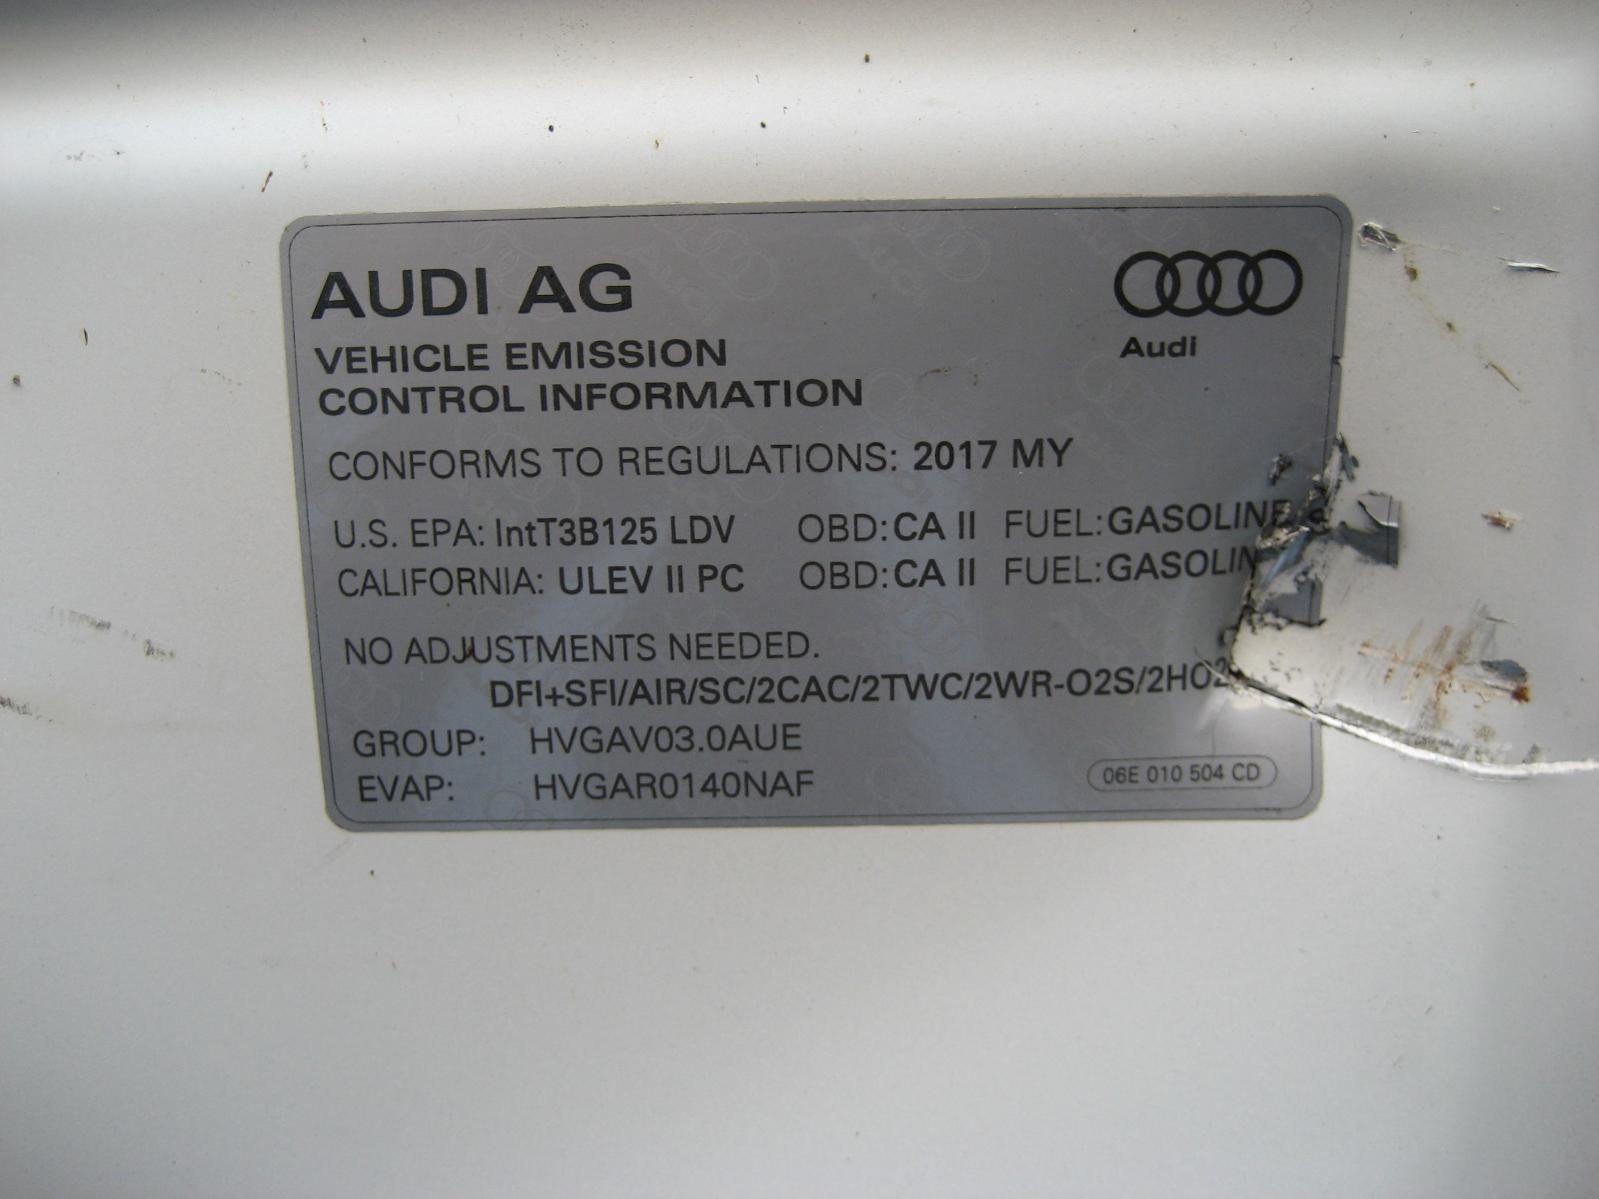 AUDI AG
Audi
VEHICLE EMISSION
CONTROL INFORMATION
CONFORMS TO REGULATIONS: 2017 MY
U.S. EPA: IntT3B125 LDV OBD: CA II FUEL: GASOLINE
CALIFORNIA: ULEV II PC OBD: CA II FUEL: GASOLIN
NO ADJUSTMENTS NEEDED.
DFI+SFI/AIR/SC/2CAC/2TWC/2WR-O2S/2HO2
GROUP: HVGAV03.0AUE
EVAP: HVGAR0140NAF
06E 010 504 CD